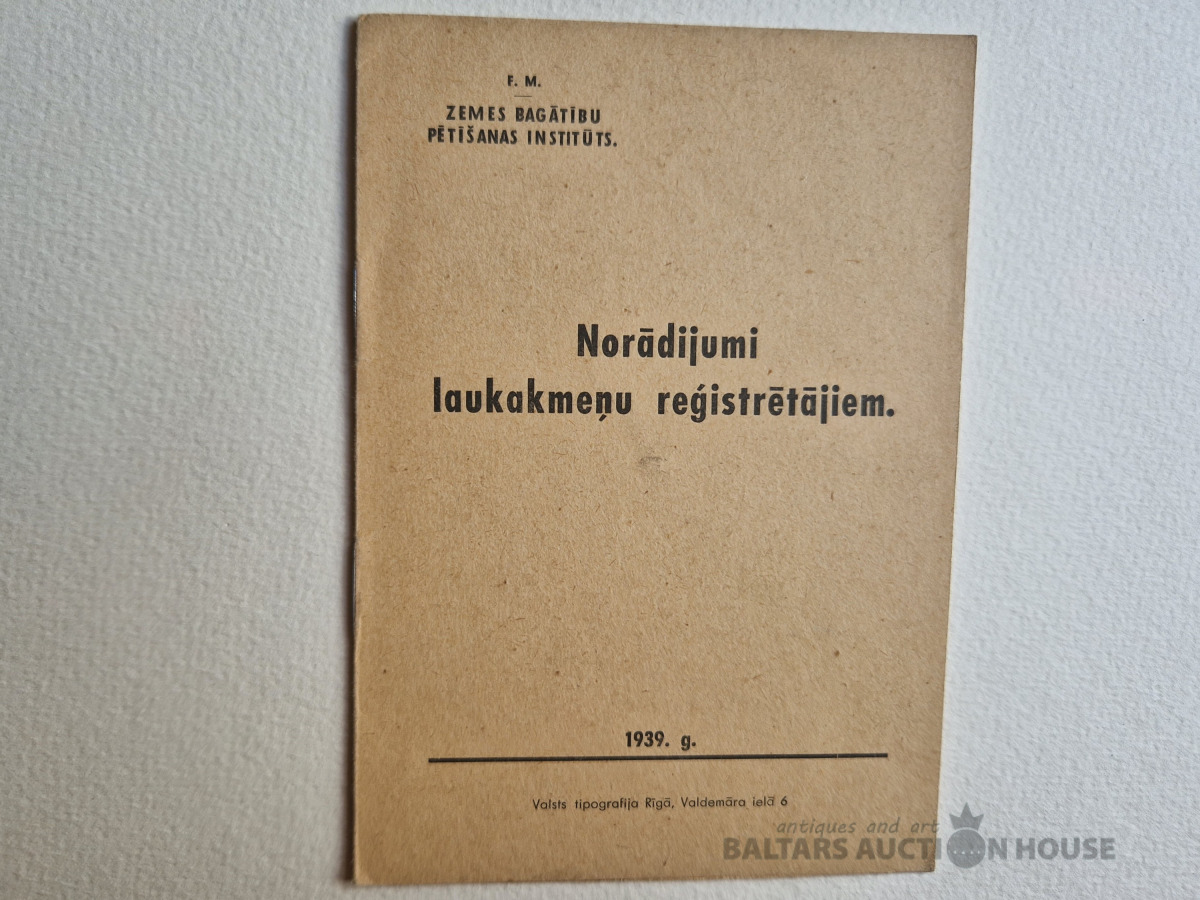 F. M.
ZEMES BAGĀTĪBU
PĒTĪŠANAS INSTITŪTS.
Norādijumi
laukakmeņu reģistrētājiem.
1939. g.
Valsts tipografija Rīgā, Valdemāra ielā 6
antiques and art
BALTARS AUCTION HOUSE